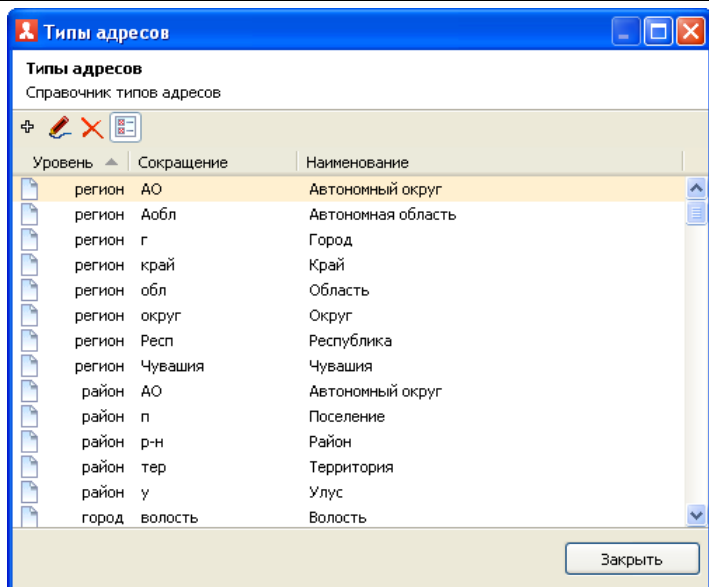 Типы адресов
Типы адресов
Справочник типов адресов
Уровень Сокращение Наименование
регион АО Автономный округ
регион Аобл Автономная область
регион г Город
регион край Край
регион обл Область
регион округ Округ
регион Респ Республика
регион Чувашия Чувашия
район АО Автономный округ
район п Поселение
район р-н Район
район тер Территория
район у Улус
город волость Волость
Закрыть